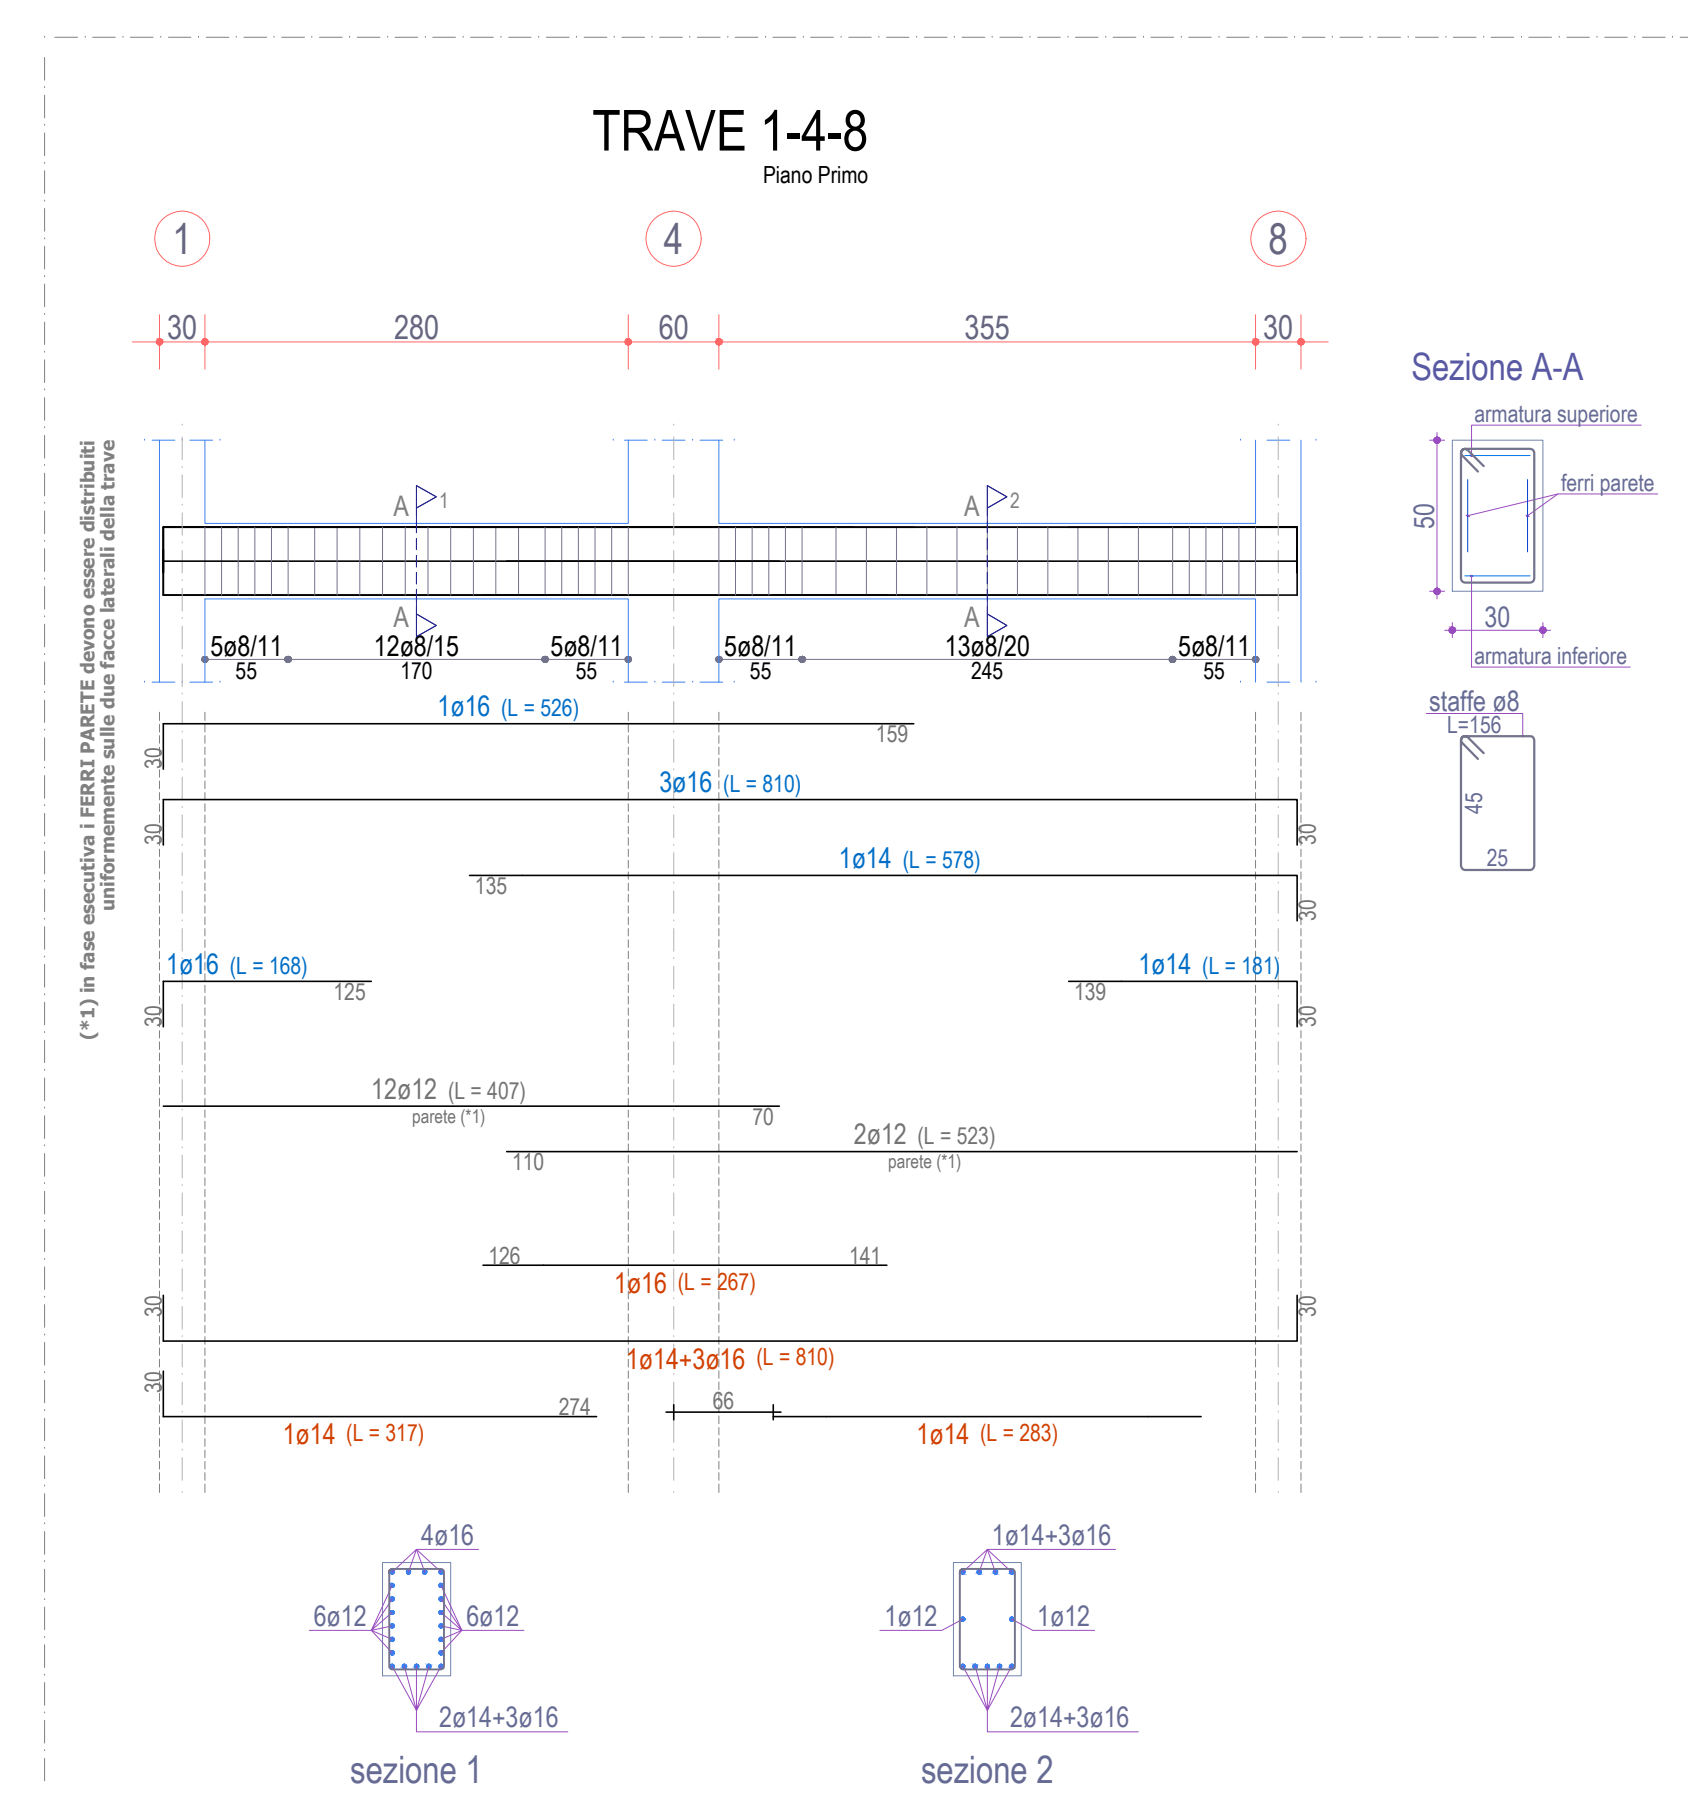 TRAVE 1-4-8
Piano Primo
1 4 8
30 280 60 355 30
(*1) in fase esecutiva i FERRI PARETE devono essere distribuiti
uniformemente sulle due facce laterali della trave
A 1
A 2
A
A
5ø8/11 12ø8/15 5ø8/11 5ø8/11 13ø8/20 5ø8/11
55 170 55 55 245 55
1ø16 (L = 526)
30 159
3ø16 (L = 810)
30 30
1ø14 (L = 578)
135 30
1ø16 (L = 168) 1ø14 (L = 181)
30 125 139 30
12ø12 (L = 407)
parete (*1) 70
2ø12 (L = 523)
110 parete (*1)
126 141
1ø16 (L = 267)
30 30
1ø14+3ø16 (L = 810)
30 274 66
1ø14 (L = 317) 1ø14 (L = 283)
Sezione A-A
armatura superiore
ferri parete
50
30
armatura inferiore
staffe ø8
L=156
45
25
4ø16
6ø12 6ø12
2ø14+3ø16
sezione 1
1ø14+3ø16
1ø12 1ø12
2ø14+3ø16
sezione 2